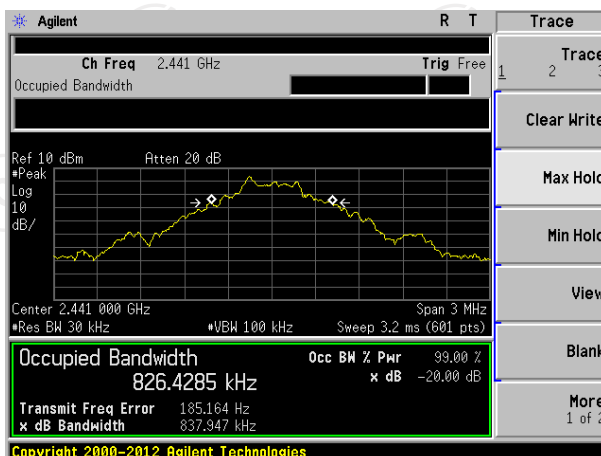 Agilent R T Trace
Ch Freq 2.441 GHz Trig Free
Occupied Bandwidth
Trace
1 2 3
Clear Write
Max Hold
Min Hold
View
Blank
More
1 of 2
Ref 10 dBm Atten 20 dB
#Peak
Log
10
dB/
Center 2.441 000 GHz Span 3 MHz
#Res BW 30 kHz #VBW 100 kHz Sweep 3.2 ms (601 pts)
Occupied Bandwidth Occ BW % Pwr 99.00 %
826.4285 kHz x dB -20.00 dB
Transmit Freq Error 185.164 Hz
x dB Bandwidth 837.947 kHz
Copyright 2000-2012 Agilent Technologies